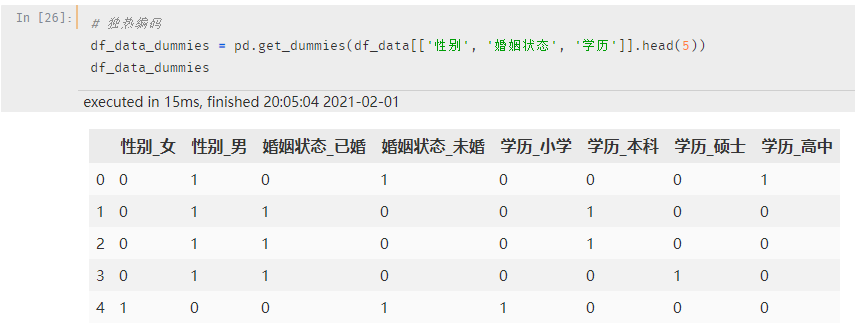 In [26]:
# 独热编码
df_data_dummies = pd.get_dummies(df_data[['性别', '婚姻状态', '学历']].head(5))
df_data_dummies
executed in 15ms, finished 20:05:04 2021-02-01
性别_女 性别_男 婚姻状态_已婚 婚姻状态_未婚 学历_小学 学历_本科 学历_硕士 学历_高中
0 0 1 0 1 0 0 0 1
1 0 1 1 0 0 1 0 0
2 0 1 1 0 0 1 0 0
3 0 1 1 0 0 0 1 0
4 1 0 0 1 1 0 0 0